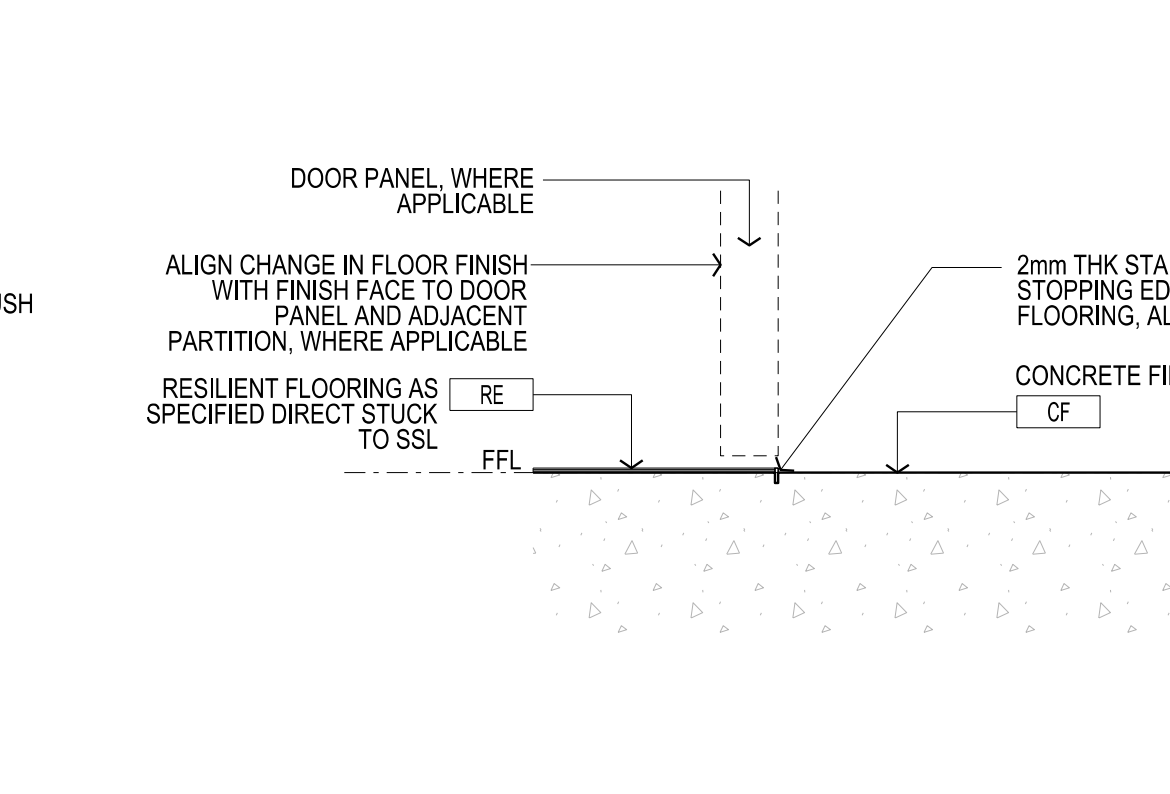 USH
DOOR PANEL, WHERE
APPLICABLE
ALIGN CHANGE IN FLOOR FINISH
WITH FINISH FACE TO DOOR
PANEL AND ADJACENT
PARTITION, WHERE APPLICABLE
RESILIENT FLOORING AS
SPECIFIED DIRECT STUCK
TO SSL
RE
FFL
2mm THK STA
STOPPING ED
FLOORING, AL
CONCRETE FI
CF